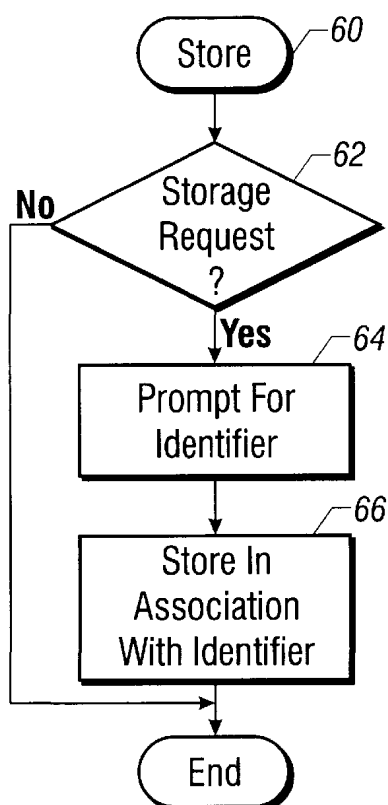 Store
60
62
Storage
Request
?
No
Yes
64
Prompt For
Identifier
66
Store In
Association
With Identifier
End